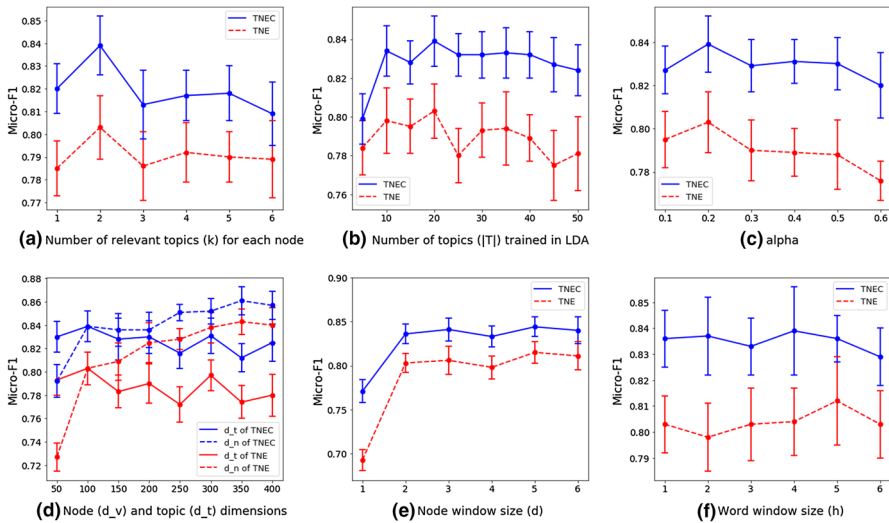 0.85
0.84
0.83
0.82
0.81
0.80
0.79
0.78
0.77
Micro-F1
TNEC
TNE
1 2 3 4 5 6
(a) Number of relevant topics (k) for each node
0.84
0.82
0.80
0.78
0.76
Micro-F1
TNEC
TNE
10 20 30 40 50
(b) Number of topics (|T|) trained in LDA
0.84
0.82
0.80
0.78
Micro-F1
TNEC
TNE
0.1 0.2 0.3 0.4 0.5 0.6
(c) alpha
0.88
0.86
0.84
0.82
0.80
0.78
0.76
0.74
0.72
Micro-F1
d_t of TNEC
d_n of TNEC
d_t of TNE
d_n of TNE
50 100 150 200 250 300 350 400
(d) Node (d_v) and topic (d_t) dimensions
0.90
0.85
0.80
0.75
0.70
Micro-F1
TNEC
TNE
1 2 3 4 5 6
(e) Node window size (d)
0.85
0.84
0.83
0.82
0.81
0.80
0.79
Micro-F1
TNEC
TNE
1 2 3 4 5 6
(f) Word window size (h)